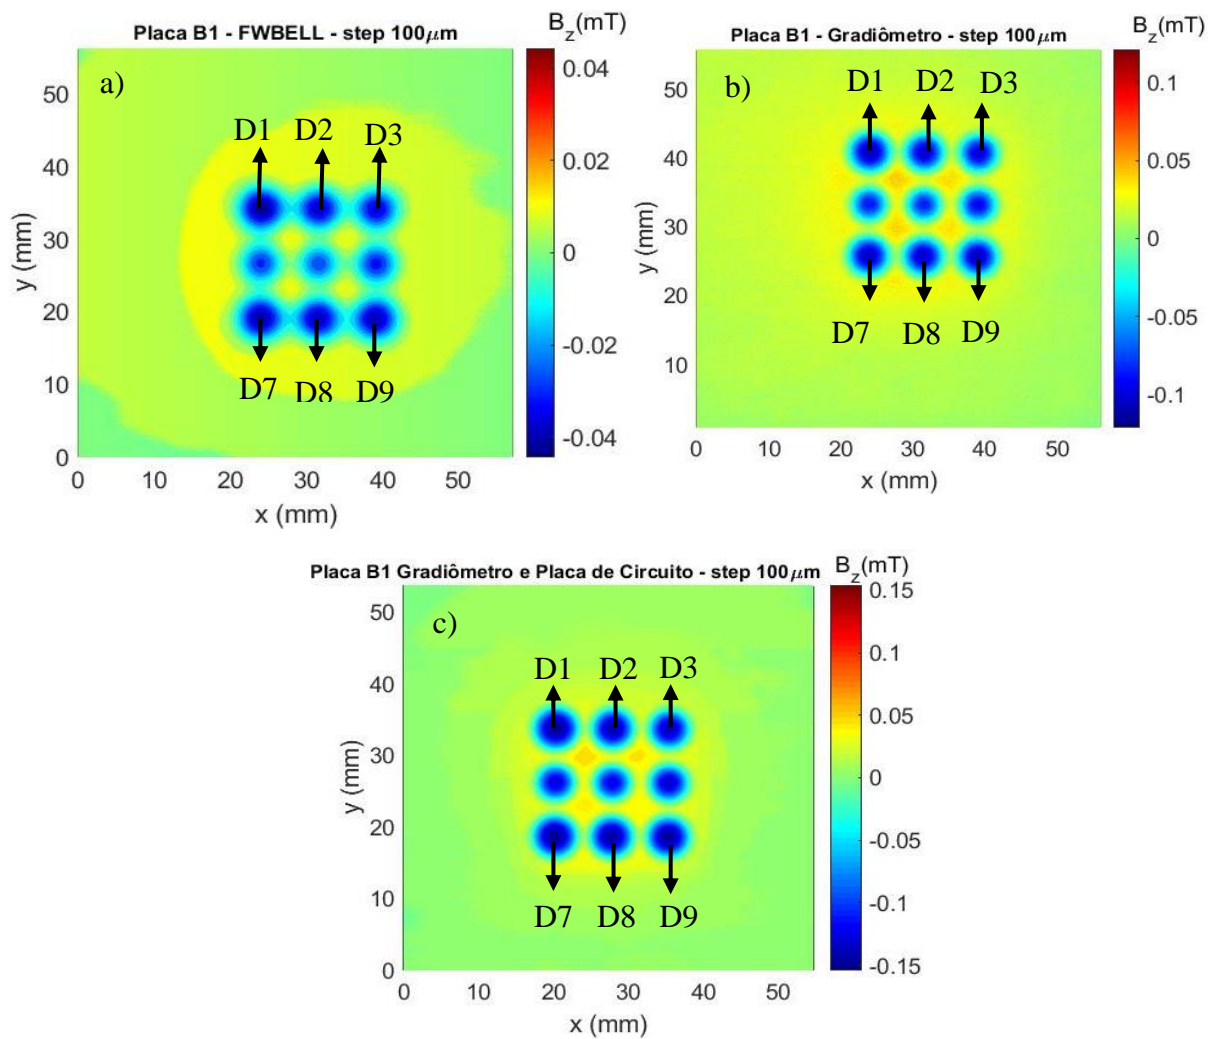 Placa B1 - FWBELL - step 100μm
B_z(mT)
a)
D1 D2 D3
D7 D8 D9
50
40
30
20
10
0
y (mm)
0 10 20 30 40 50
x (mm)
0.04
0.02
0
-0.02
-0.04
Placa B1 - Gradiômetro - step 100μm
B_z(mT)
b)
D1 D2 D3
D7 D8 D9
50
40
30
20
10
y (mm)
0 10 20 30 40 50
x (mm)
0.1
0.05
0
-0.05
-0.1
Placa B1 Gradiômetro e Placa de Circuito - step 100μm
B_z(mT)
c)
D1 D2 D3
D7 D8 D9
50
40
30
20
10
0
y (mm)
0 10 20 30 40 50
x (mm)
0.15
0.1
0.05
0
-0.05
-0.1
-0.15